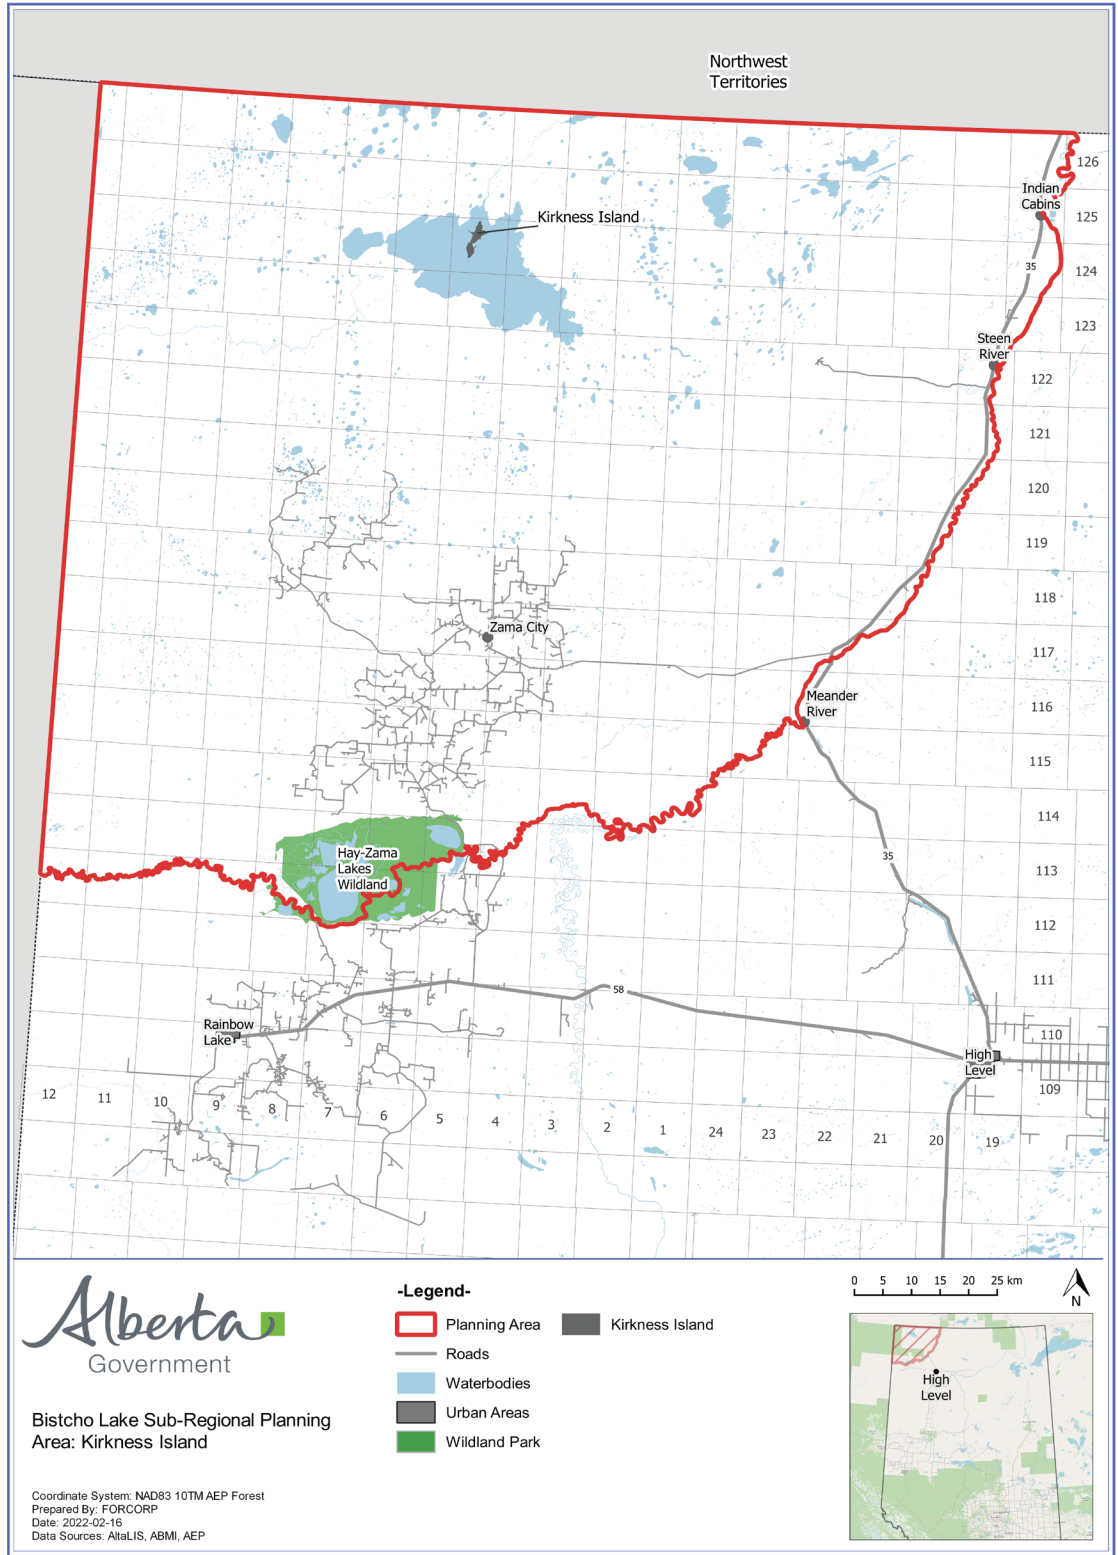 Northwest
Territories
126
Indian
Cabins
125
Kirkness Island
35
124
123
Steen
River
122
121
120
119
118
Zama City
117
Meander
River
116
115
114
35
Hay-Zama
Lakes
Wildland
113
112
111
58
Rainbow
Lake
110
High
Level
109
12
11
10
9
8
7
6
5
4
3
2
1
24
23
22
21
20
19
Alberta
Government
Bistcho Lake Sub-Regional Planning
Area: Kirkness Island
Coordinate System: NAD83 10TM AEP Forest
Prepared By: FORCORP
Date: 2022-02-16
Data Sources: AltaLIS, ABMI, AEP
-Legend-
Planning Area
Kirkness Island
Roads
Waterbodies
Urban Areas
Wildland Park
0 5 10 15 20 25 km
N
High
Level